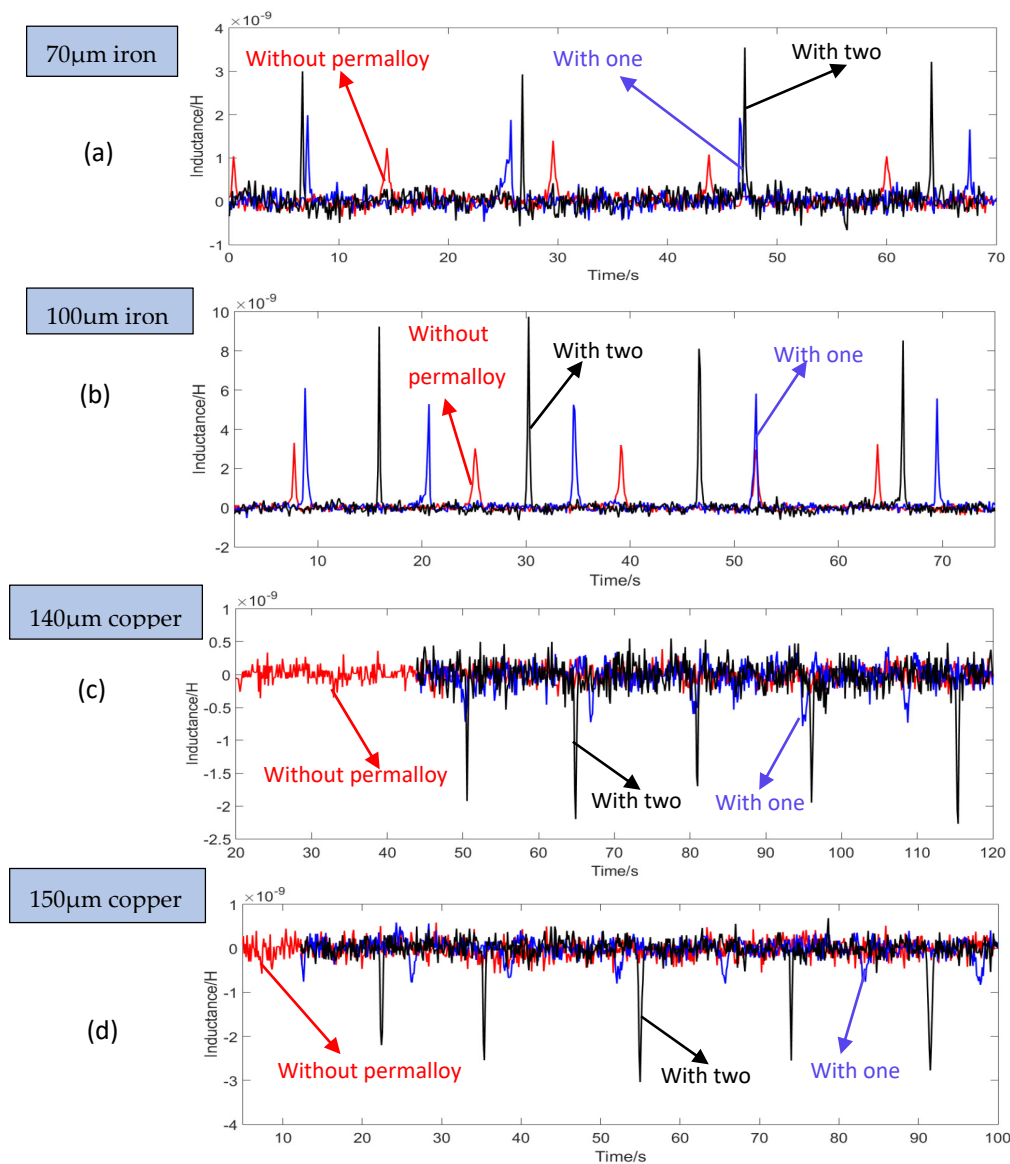 70µm iron
(a)
×10⁻⁹
Inductance/H
4
3
2
1
0
-1
Without permalloy
With one
With two
0 10 20 30 40 50 60 70
Time/s
100µm iron
(b)
×10⁻⁹
Inductance/H
10
8
6
4
2
0
-2
Without
permalloy
With two
With one
10 20 30 40 50 60 70
Time/s
140µm copper
(c)
×10⁻⁹
Inductance/H
1
0.5
0
-0.5
-1
-1.5
-2
-2.5
Without permalloy
With two
With one
20 30 40 50 60 70 80 90 100 110 120
Time/s
150µm copper
(d)
×10⁻⁹
Inductance/H
1
0
-1
-2
-3
-4
Without permalloy
With two
With one
10 20 30 40 50 60 70 80 90 100
Time/s